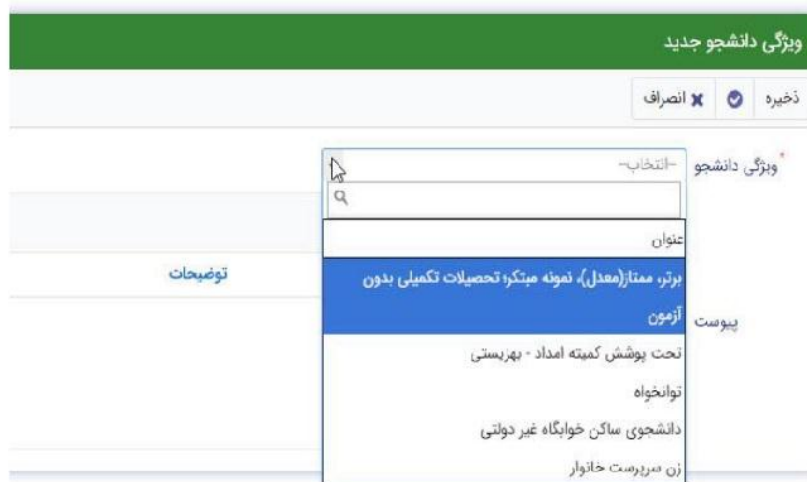 ویژگی دانشجو جدید
ذخیره
انصراف
ویژگی دانشجو*
--انتخاب--
عنوان
برتر، ممتاز(معدل)، نمونه مبتکر؛ تحصیلات تکمیلی بدون
آزمون
توضیحات
پیوست
تحت پوشش کمیته امداد - بهزیستی
توانخواه
دانشجوی ساکن خوابگاه غیر دولتی
زن سرپرست خانوار